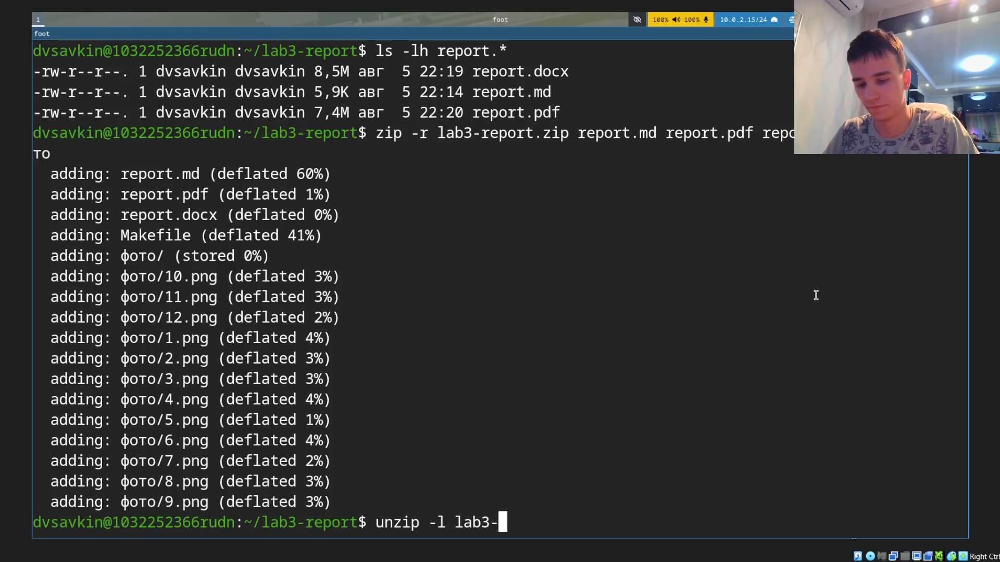 1
foot
100% 100%
10.0.2.15/24
foot
dvsavkin@1032252366rudn:~/lab3-report$ ls -lh report.*
-rw-r--r--. 1 dvsavkin dvsavkin 8,5M авг  5 22:19 report.docx
-rw-r--r--. 1 dvsavkin dvsavkin 5,9K авг  5 22:14 report.md
-rw-r--r--. 1 dvsavkin dvsavkin 7,4M авг  5 22:20 report.pdf
dvsavkin@1032252366rudn:~/lab3-report$ zip -r lab3-report.zip report.md report.pdf
то
  adding: report.md (deflated 60%)
  adding: report.pdf (deflated 1%)
  adding: report.docx (deflated 0%)
  adding: Makefile (deflated 41%)
  adding: фото/ (stored 0%)
  adding: фото/10.png (deflated 3%)
  adding: фото/11.png (deflated 3%)
  adding: фото/12.png (deflated 2%)
  adding: фото/1.png (deflated 4%)
  adding: фото/2.png (deflated 3%)
  adding: фото/3.png (deflated 3%)
  adding: фото/4.png (deflated 4%)
  adding: фото/5.png (deflated 1%)
  adding: фото/6.png (deflated 4%)
  adding: фото/7.png (deflated 2%)
  adding: фото/8.png (deflated 3%)
  adding: фото/9.png (deflated 3%)
dvsavkin@1032252366rudn:~/lab3-report$ unzip -l lab3-
Right Ctrl